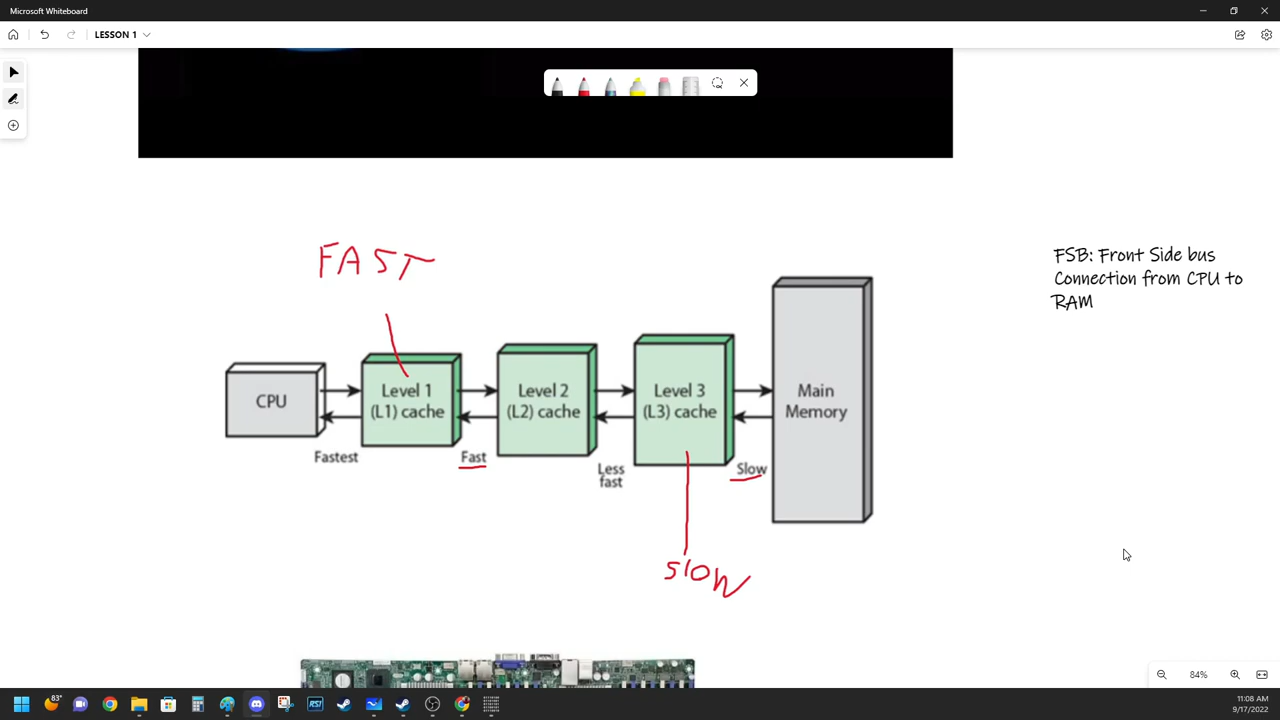 Microsoft Whiteboard
LESSON 1
FAST
FSB: Front Side bus
Connection from CPU to
RAM
CPU
Level 1
(L1) cache
Level 2
(L2) cache
Level 3
(L3) cache
Main
Memory
Fastest
Fast
Less
fast
Slow
SlOW
84%
83°
RSI
11:08 AM
9/17/2022